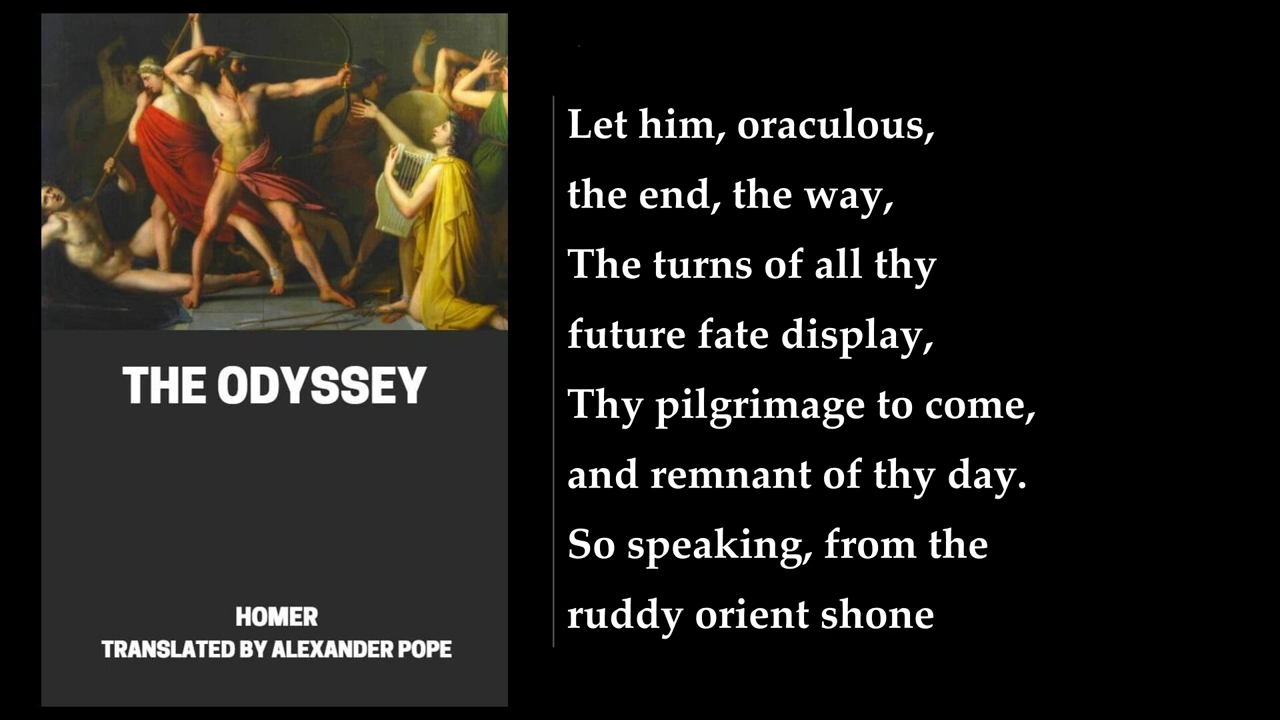 THE ODYSSEY
HOMER
TRANSLATED BY ALEXANDER POPE
Let him, oraculous,
the end, the way,
The turns of all thy
future fate display,
Thy pilgrimage to come,
and remnant of thy day.
So speaking, from the
ruddy orient shone